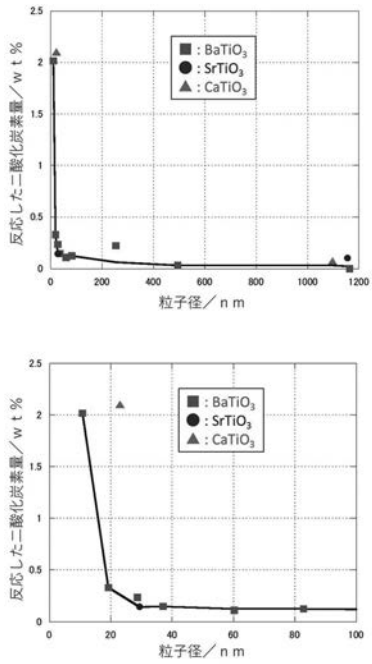 反応した二酸化炭素量／ｗｔ％
2.5
2
1.5
1
0.5
0
■：BaTiO₃
●：SrTiO₃
▲：CaTiO₃
0 200 400 600 800 1000 1200
粒子径／ｎｍ
反応した二酸化炭素量／ｗｔ％
2.5
2
1.5
1
0.5
0
■：BaTiO₃
●：SrTiO₃
▲：CaTiO₃
0 20 40 60 80 100
粒子径／ｎｍ